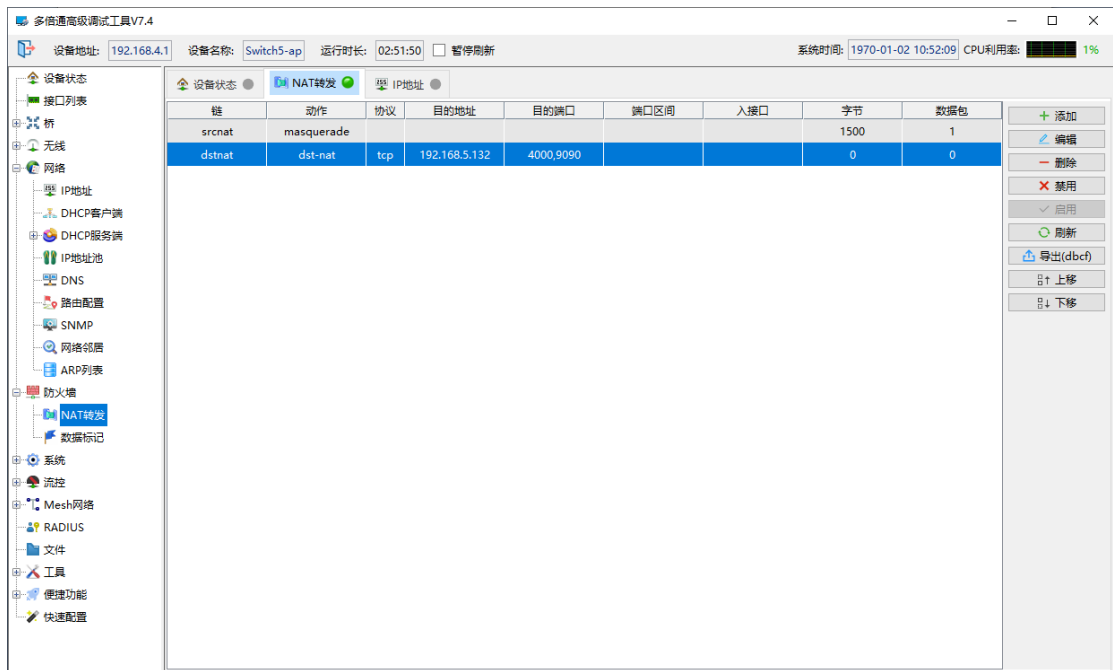 多倍通高级调试工具V7.4
设备地址: 192.168.4.1 设备名称: Switch5-ap 运行时长: 02:51:50 暂停刷新 系统时间: 1970-01-02 10:52:09 CPU利用率: 1%
设备状态
接口列表
桥
无线
网络
IP地址
DHCP客户端
DHCP服务端
IP地址池
DNS
路由配置
SNMP
网络邻居
ARP列表
防火墙
NAT转发
数据标记
系统
流控
Mesh网络
RADIUS
文件
工具
便捷功能
快速配置
设备状态 NAT转发 IP地址
链 动作 协议 目的地址 目的端口 端口区间 入接口 字节 数据包
srcnat masquerade 1500 1
dstnat dst-nat tcp 192.168.5.132 4000,9090 0 0
添加
编辑
删除
禁用
启用
刷新
导出(dbcf)
上移
下移